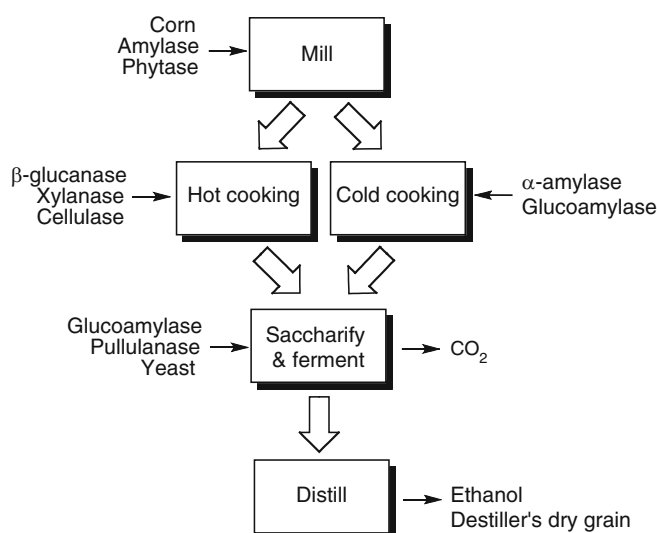 Corn
Amylase
Phytase
Mill
β-glucanase
Xylanase
Cellulase
Hot cooking
Cold cooking
α-amylase
Glucoamylase
Glucoamylase
Pullulanase
Yeast
Saccharify
& ferment
CO₂
Distill
Ethanol
Destiller's dry grain